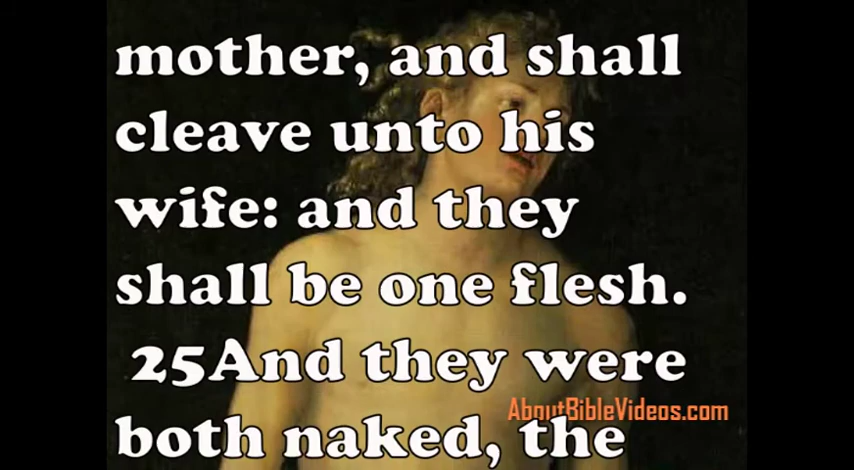 mother, and shall
cleave unto his
wife: and they
shall be one flesh.
25And they were
AboutBibleVideos.com
both naked, the